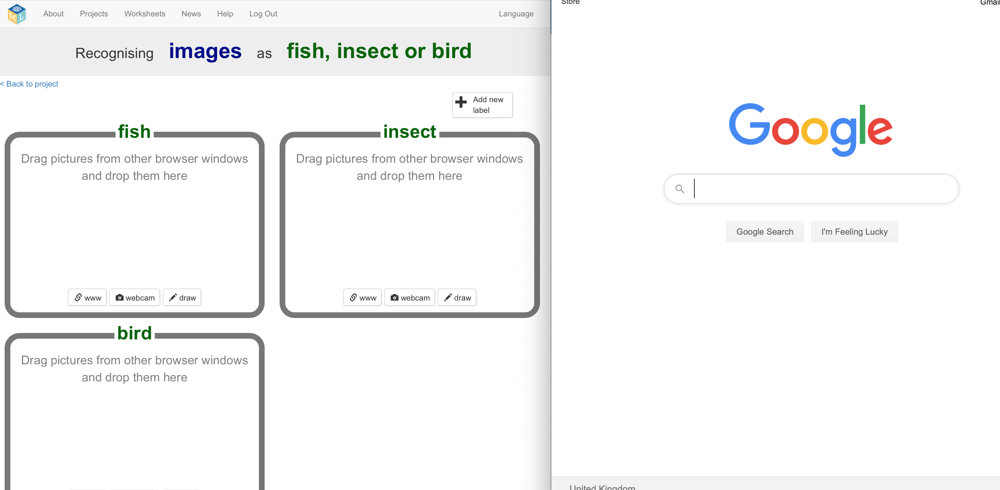 About Projects Worksheets News Help Log Out Language
Recognising images as fish, insect or bird
< Back to project
Add new
label
fish
Drag pictures from other browser windows
and drop them here
www webcam draw
insect
Drag pictures from other browser windows
and drop them here
www webcam draw
bird
Drag pictures from other browser windows
and drop them here
Store
Gmail
Google
Google Search I'm Feeling Lucky
United Kingdom
M L